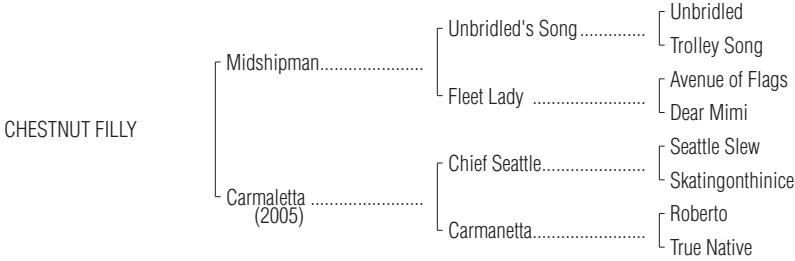 Unbridled
Unbridled's Song..............
Trolley Song
Midshipman.......................
Avenue of Flags
Fleet Lady ........................
Dear Mimi
CHESTNUT FILLY
Seattle Slew
Chief Seattle......................
Skatingonthinice
Carmaletta ........................
(2005)
Roberto
Carmanetta........................
True Native